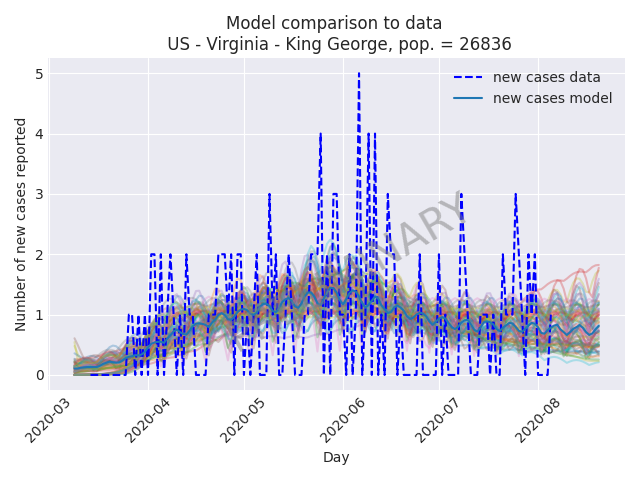 Model comparison to data
US - Virginia - King George, pop. = 26836
new cases data
new cases model
Number of new cases reported
5
4
3
2
1
0
2020-03
2020-04
2020-05
2020-06
2020-07
2020-08
Day